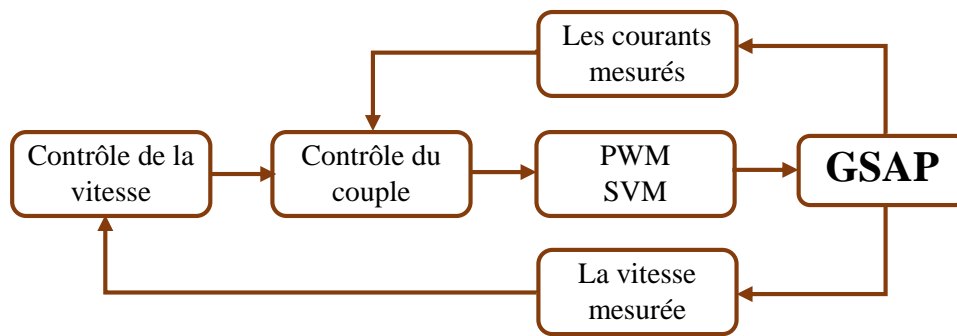 Les courants
mesurés
Contrôle de la
vitesse
Contrôle du
couple
PWM
SVM
GSAP
La vitesse
mesurée